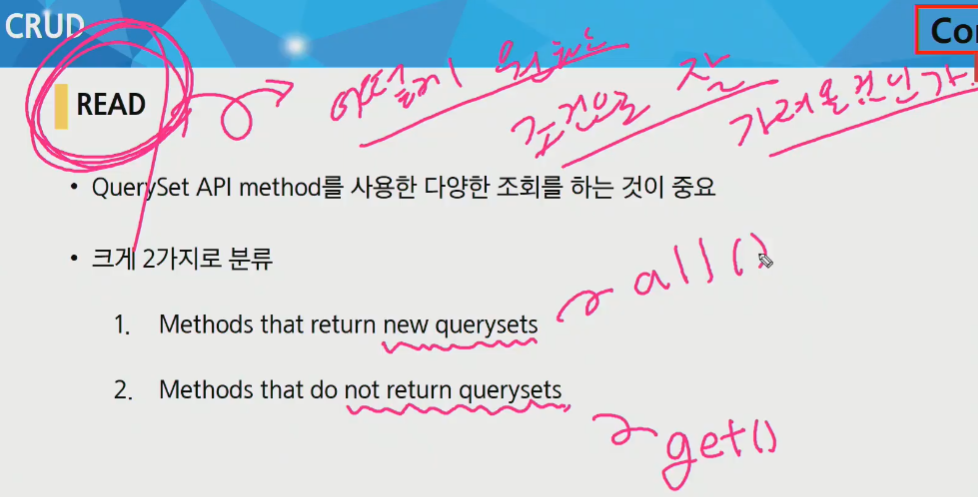 CRUD
Con
READ
어떻게 원하는
조건으로 잘
가려올것인가!
• QuerySet API method를 사용한 다양한 조회를 하는 것이 중요
• 크게 2가지로 분류
all()
1. Methods that return new querysets
2. Methods that do not return querysets
get()